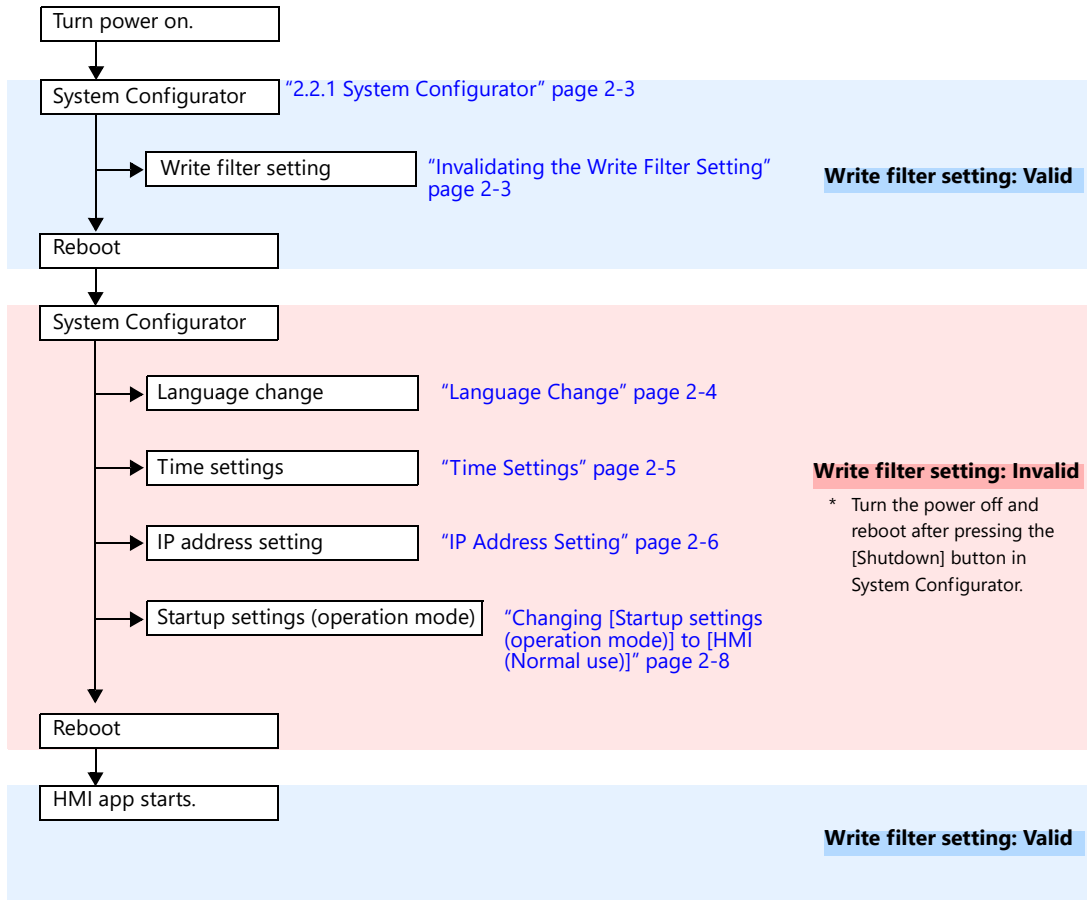 Turn power on.
System Configurator
“2.2.1 System Configurator” page 2-3
Write filter setting
“Invalidating the Write Filter Setting”
page 2-3
Write filter setting: Valid
Reboot
System Configurator
Language change
“Language Change” page 2-4
Time settings
“Time Settings” page 2-5
Write filter setting: Invalid
* Turn the power off and
reboot after pressing the
[Shutdown] button in
System Configurator.
IP address setting
“IP Address Setting” page 2-6
Startup settings (operation mode)
“Changing [Startup settings
(operation mode)] to [HMI
(Normal use)]” page 2-8
Reboot
HMI app starts.
Write filter setting: Valid